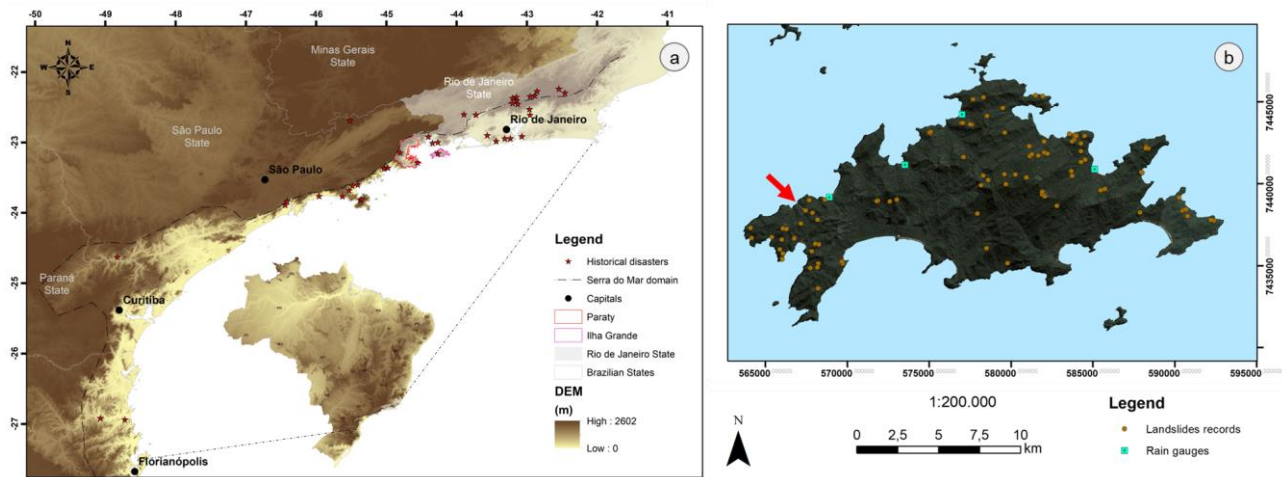 -50 -49 -48 -47 -46 -45 -44 -43 -42 -41
-22
-23
-24
-25
-26
-27
N
W E
S
a
Minas Gerais
State
Rio de Janeiro
State
Rio de Janeiro
São Paulo
State
São Paulo
Paraná
State
Curitiba
Florianópolis
Legend
Historical disasters
Serra do Mar domain
Capitals
Paraty
Ilha Grande
Rio de Janeiro State
Brazilian States
DEM
(m)
High : 2602
Low : 0
b
7445000
7440000
7435000
565000 570000 575000 580000 585000 590000 595000
N
1:200.000
0 2,5 5 7,5 10
km
Legend
Landslides records
Rain gauges